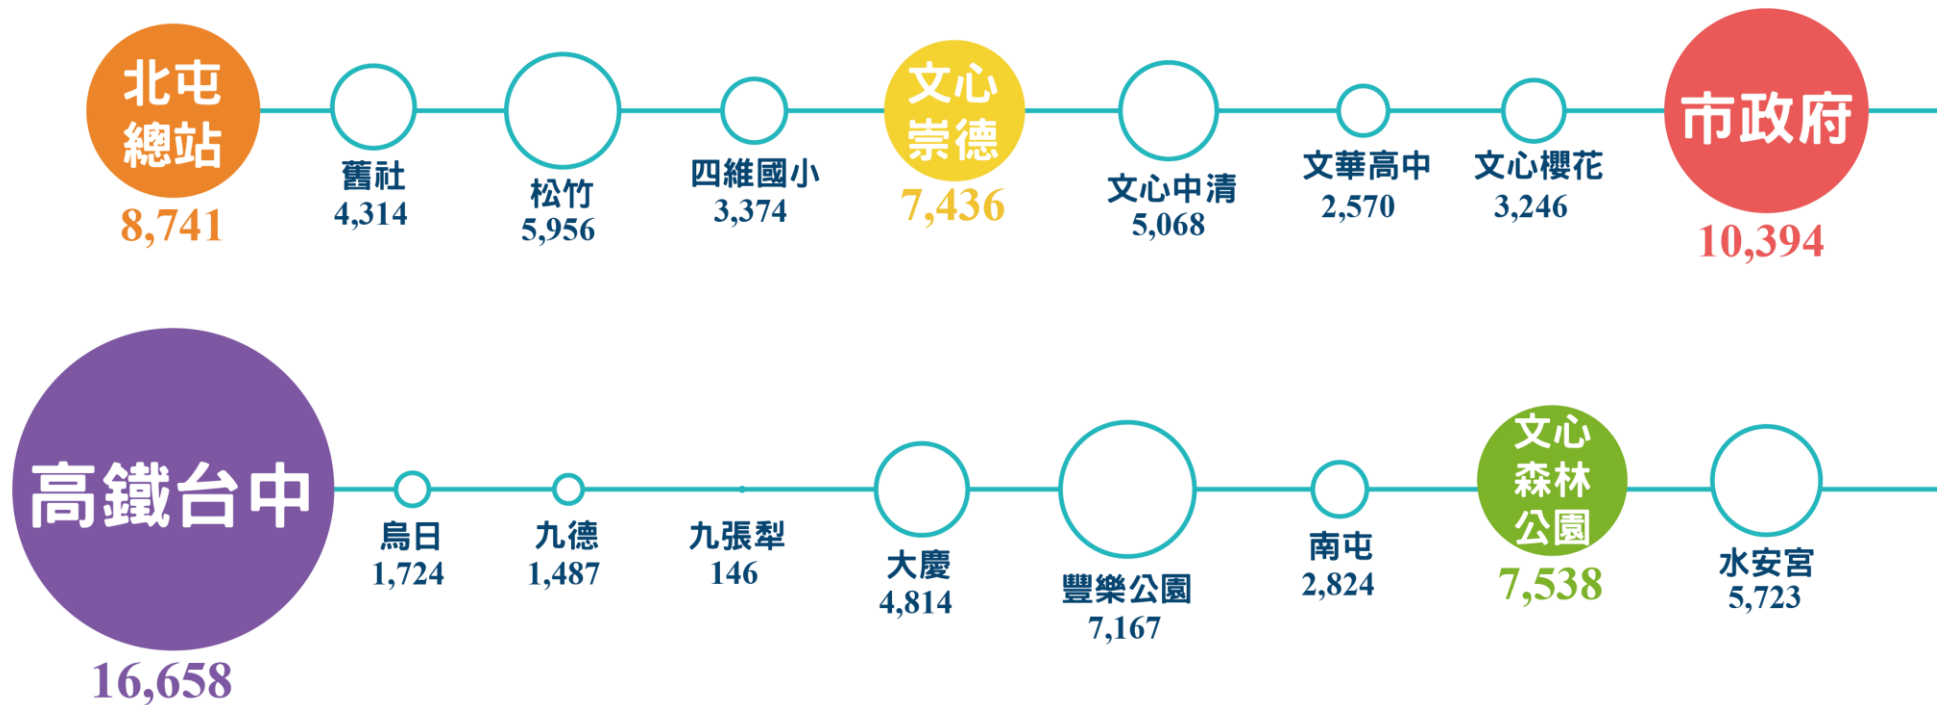 北屯
總站
8,741
舊社
4,314
松竹
5,956
四維國小
3,374
文心
崇德
7,436
文心中清
5,068
文華高中
2,570
文心櫻花
3,246
市政府
10,394
高鐵台中
16,658
烏日
1,724
九德
1,487
九張犁
146
大慶
4,814
豐樂公園
7,167
南屯
2,824
文心
森林
公園
7,538
水安宮
5,723